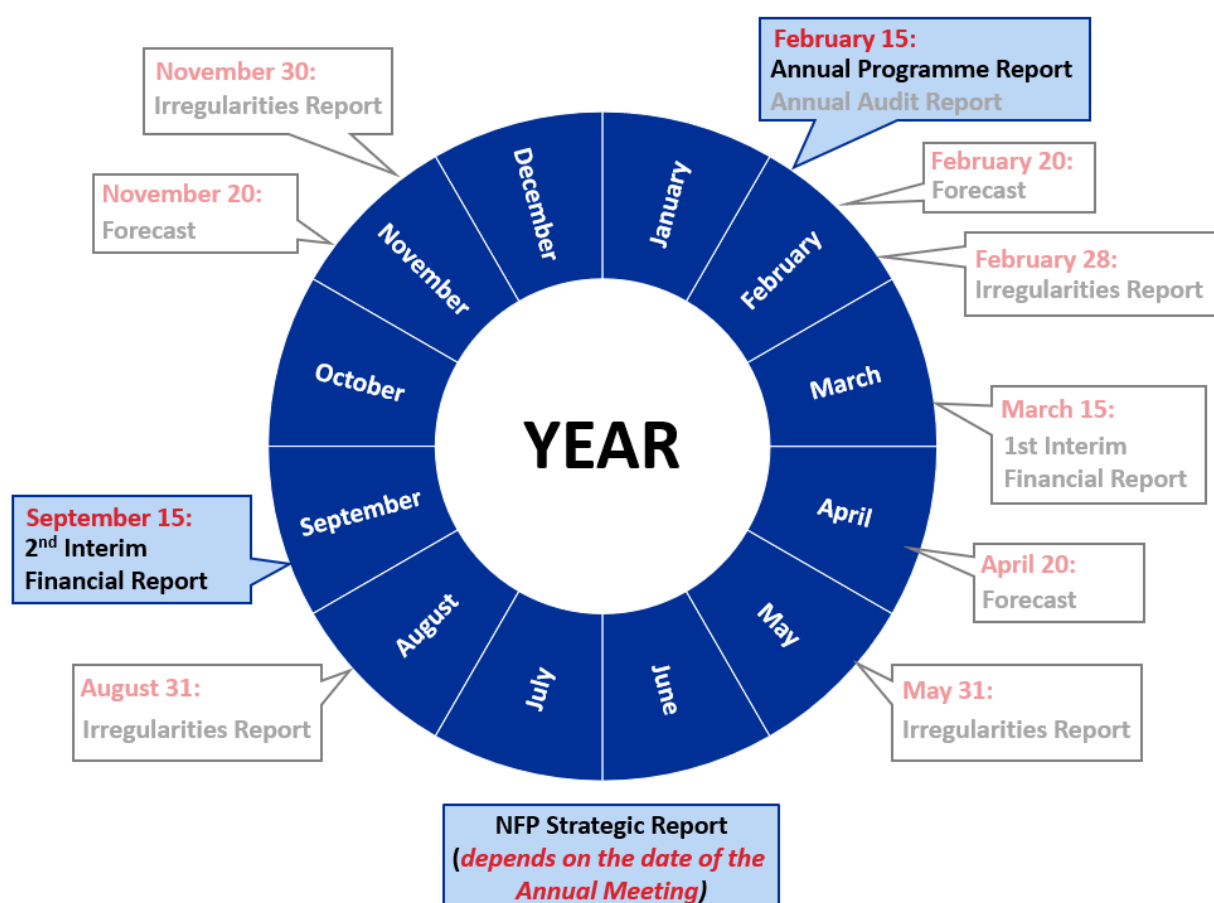 February 15:
Annual Programme Report
Annual Audit Report
November 30:
Irregularities Report
February 20:
Forecast
November 20:
Forecast
February 28:
Irregularities Report
January
February
March
April
May
June
July
August
September
October
November
December
YEAR
March 15:
1st Interim
Financial Report
September 15:
2nd Interim
Financial Report
April 20:
Forecast
August 31:
Irregularities Report
May 31:
Irregularities Report
NFP Strategic Report
(depends on the date of the
Annual Meeting)